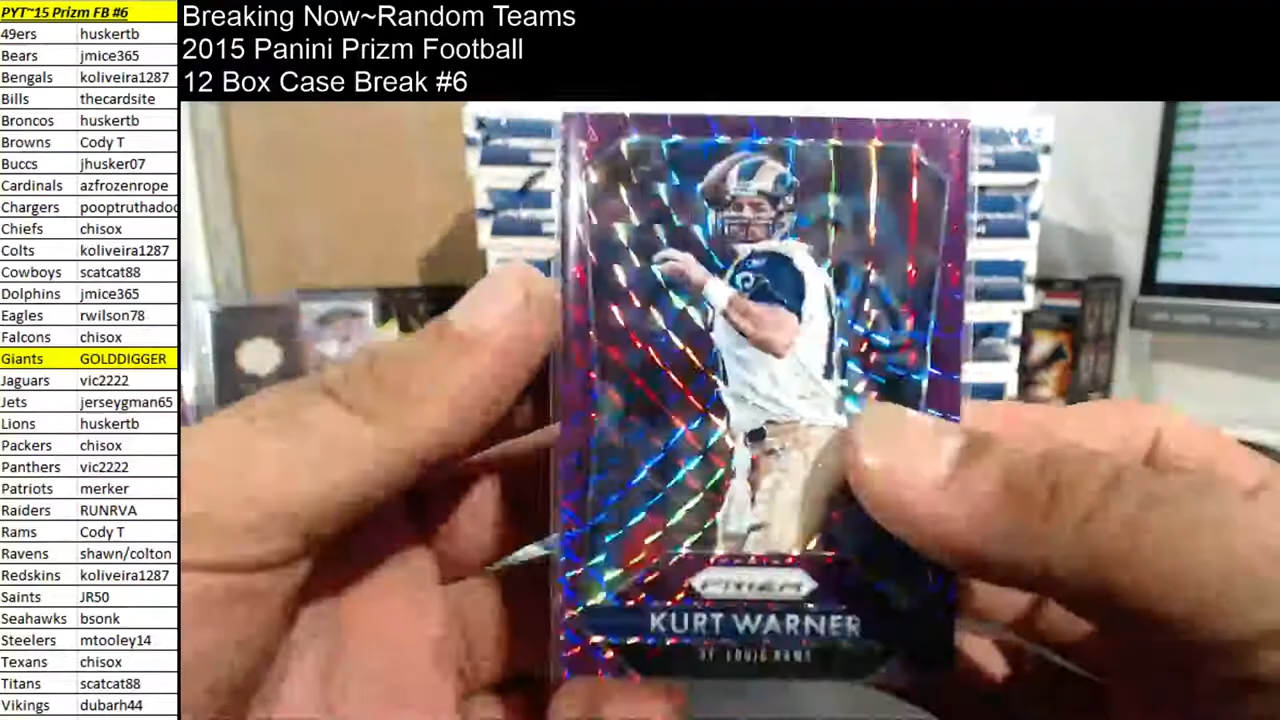 PYT~15 Prizm FB #6
49ers huskertb
Bears jmice365
Bengals koliveira1287
Bills thecardsite
Broncos huskertb
Browns Cody T
Buccs jhusker07
Cardinals azfrozenrope
Chargers pooptruthadoo
Chiefs chisox
Colts koliveira1287
Cowboys scatcat88
Dolphins jmice365
Eagles rwilson78
Falcons chisox
Giants GOLDDIGGER
Jaguars vic2222
Jets jerseygman65
Lions huskertb
Packers chisox
Panthers vic2222
Patriots merker
Raiders RUNRVA
Rams Cody T
Ravens shawn/colton
Redskins koliveira1287
Saints JR50
Seahawks bsonk
Steelers mtooley14
Texans chisox
Titans scatcat88
Vikings dubarh44
Breaking Now~Random Teams
2015 Panini Prizm Football
12 Box Case Break #6
PRIZM
KURT WARNER
ST. LOUIS RAMS